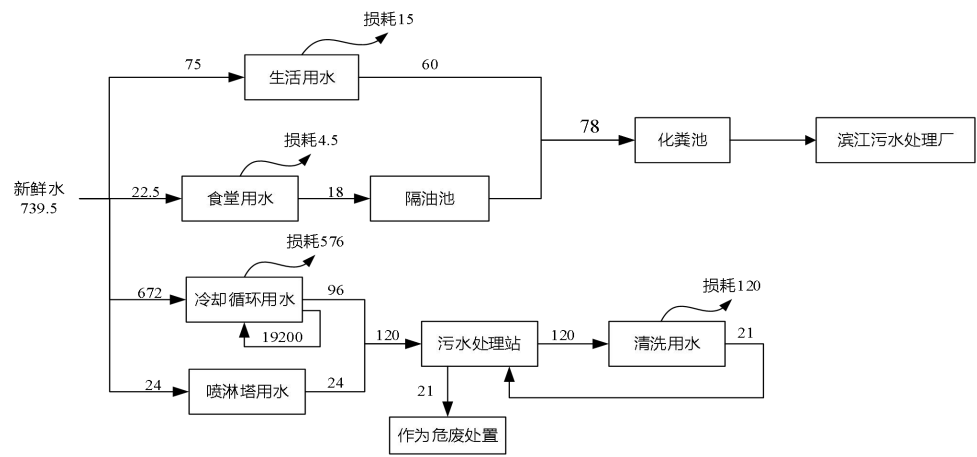 损耗15
75
生活用水
60
损耗4.5
78
化粪池
滨江污水处理厂
新鲜水
739.5
22.5
食堂用水
18
隔油池
损耗576
672
冷却循环用水
96
19200
损耗120
120
污水处理站
120
清洗用水
21
24
喷淋塔用水
24
21
作为危废处置